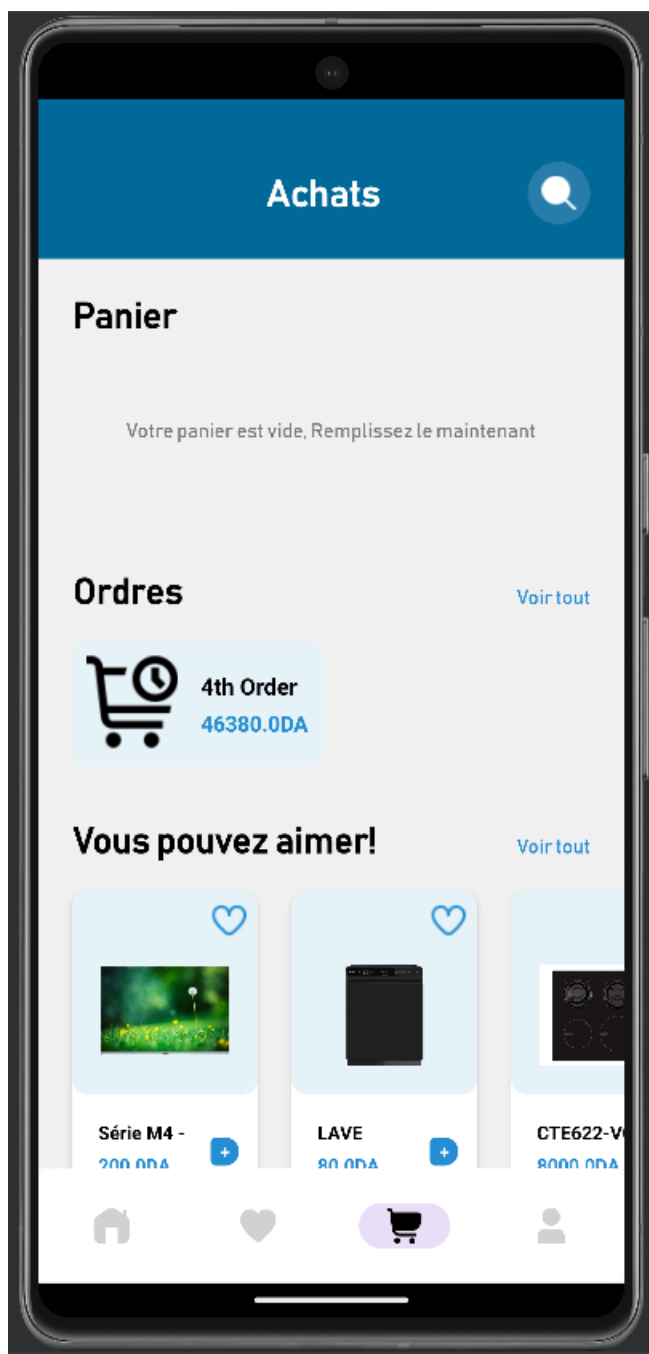 Achats
Panier
Votre panier est vide, Remplissez le maintenant
Ordres
Voir tout
4th Order
46380.0DA
Vous pouvez aimer!
Voir tout
Série M4 -
200.0DA
LAVE
80.0DA
CTE622-V
8000.0DA